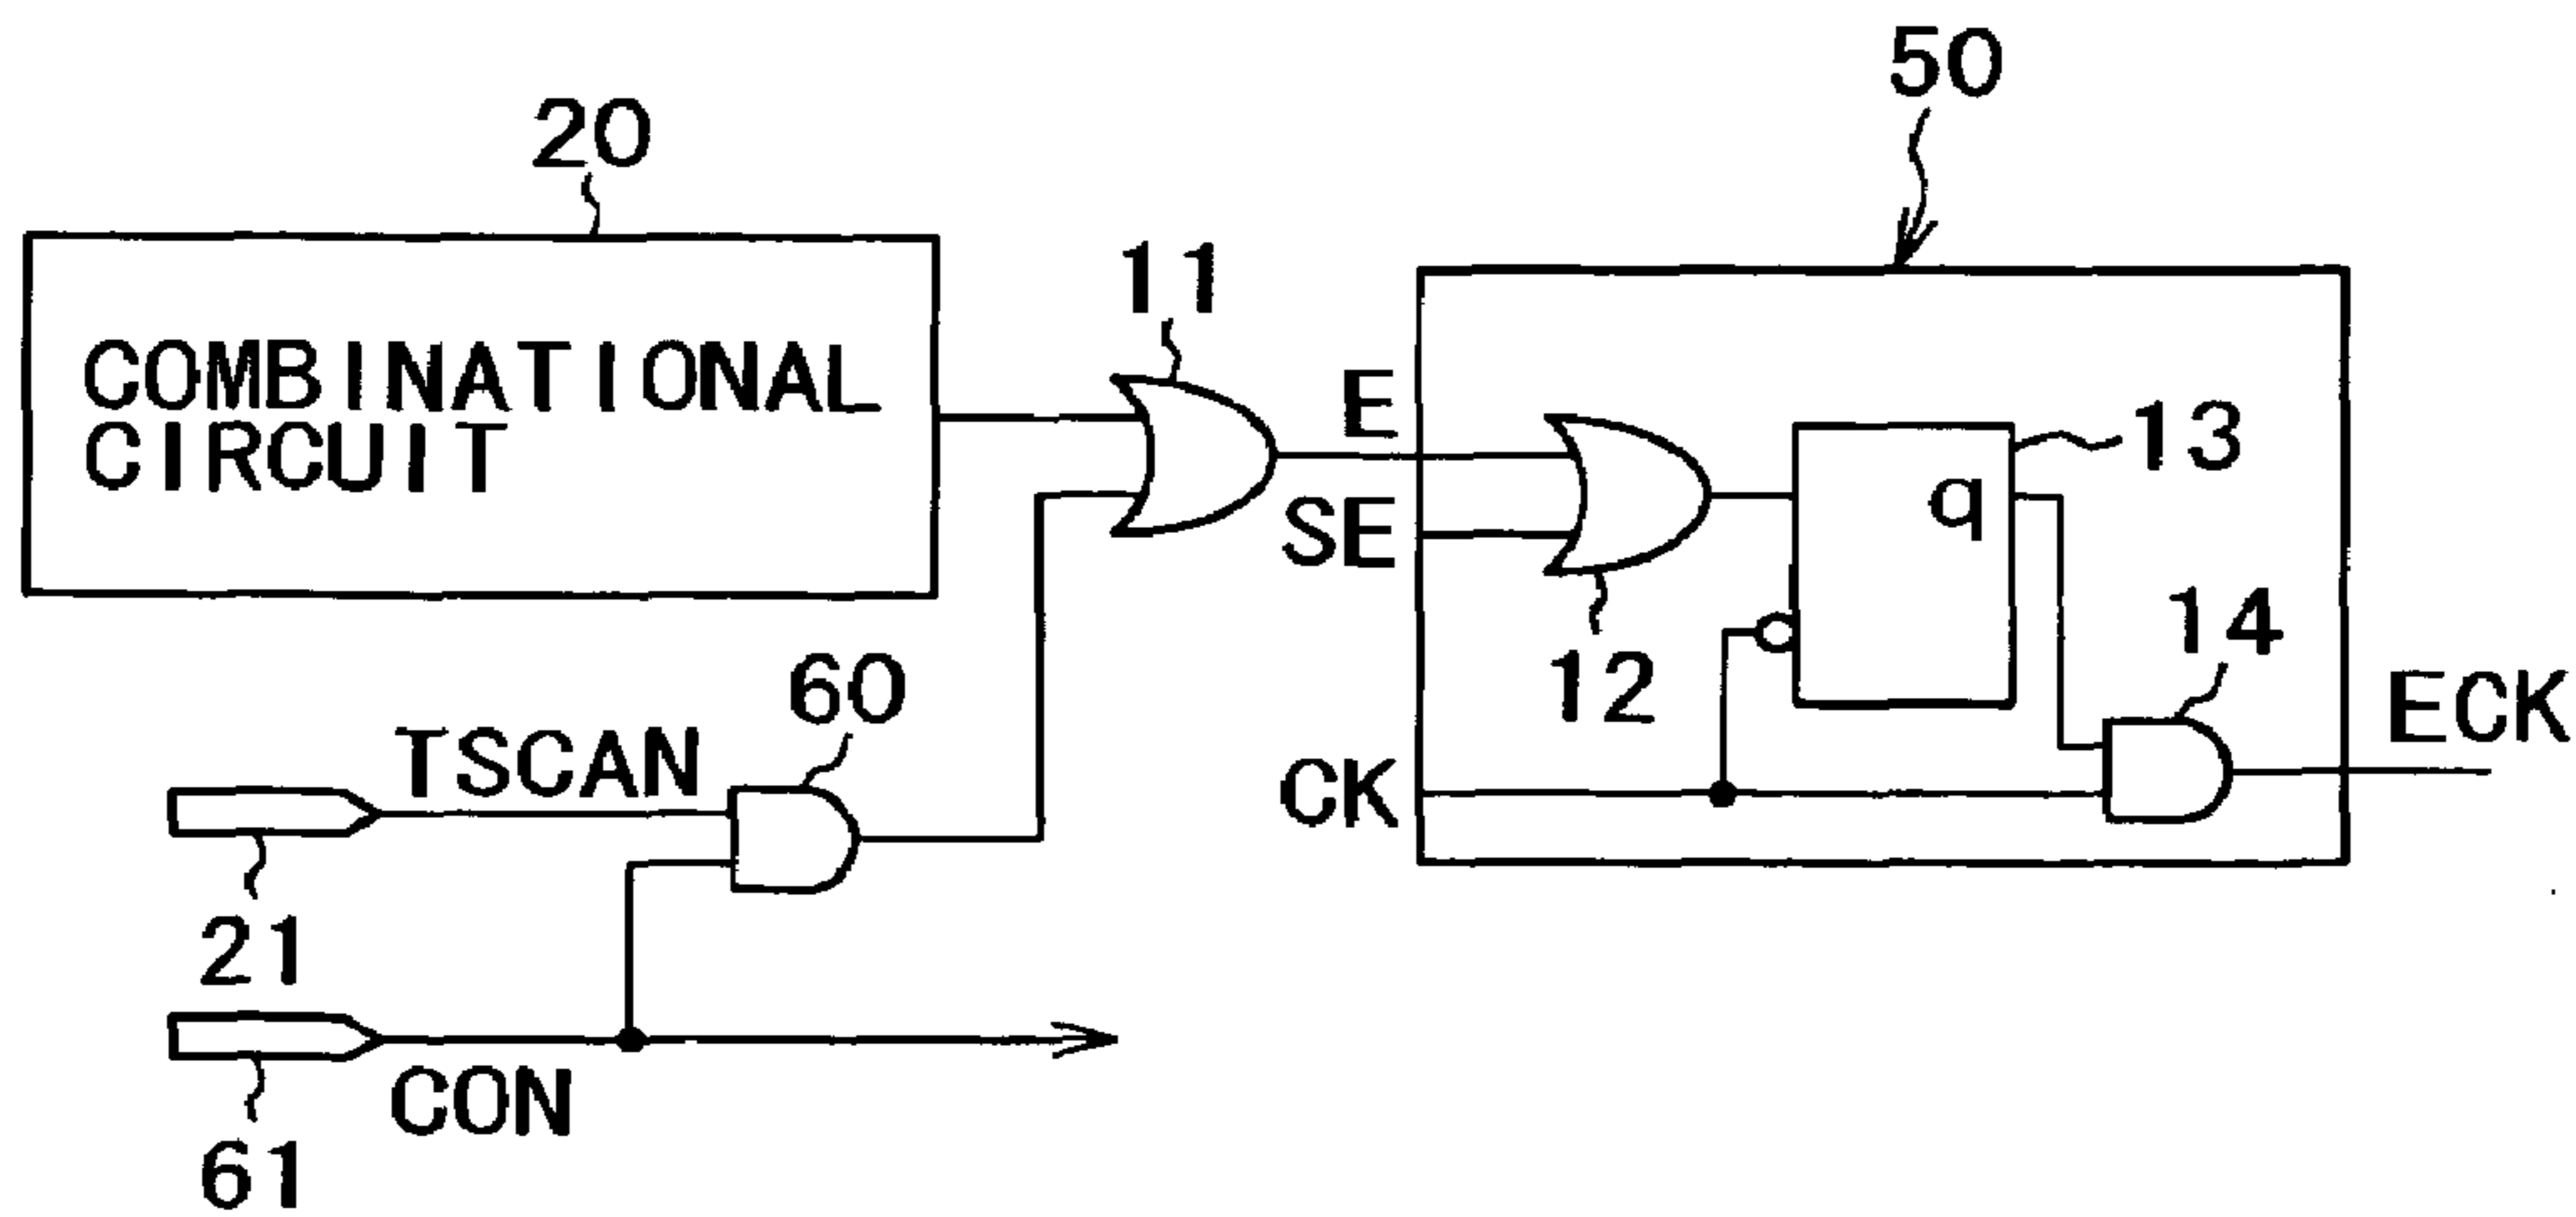 50
20
11
COMBINATIONAL
CIRCUIT
E
13
q
SE
14
12
60
ECK
TSCAN
CK
21
CON
61